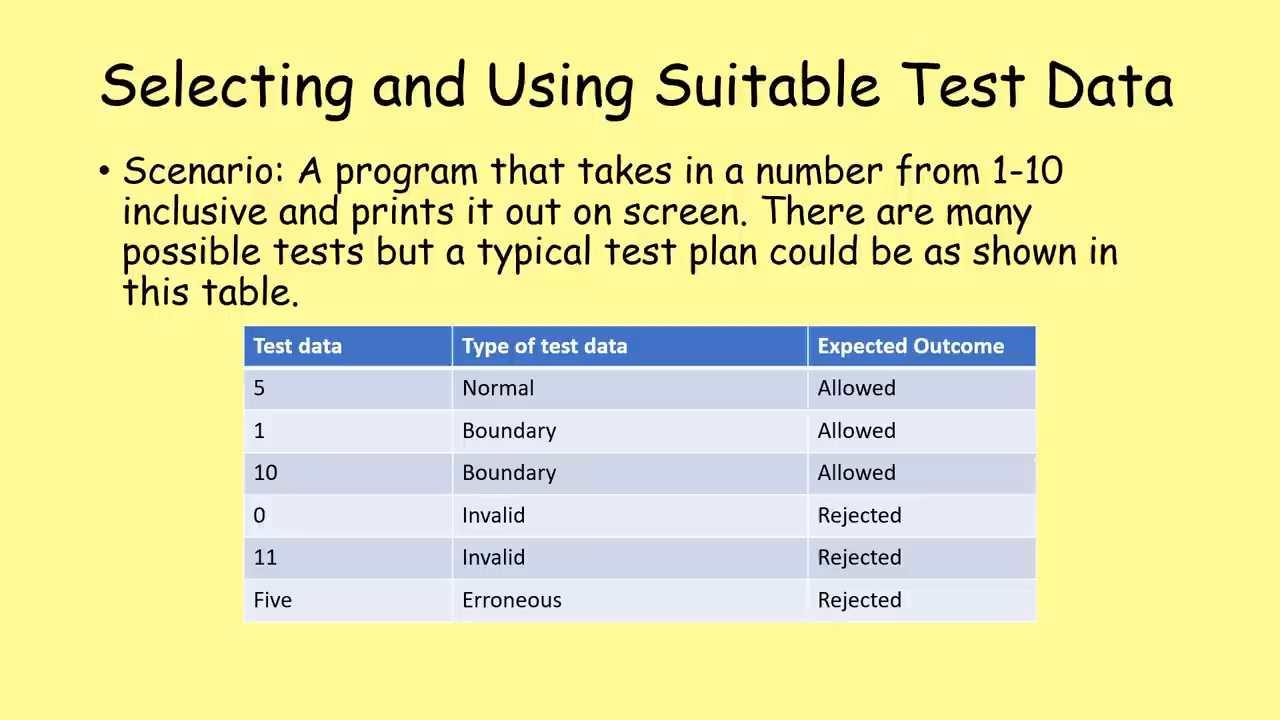 Selecting and Using Suitable Test Data
• Scenario: A program that takes in a number from 1-10
inclusive and prints it out on screen. There are many
possible tests but a typical test plan could be as shown in
this table.
Test data Type of test data Expected Outcome
5 Normal Allowed
1 Boundary Allowed
10 Boundary Allowed
0 Invalid Rejected
11 Invalid Rejected
Five Erroneous Rejected